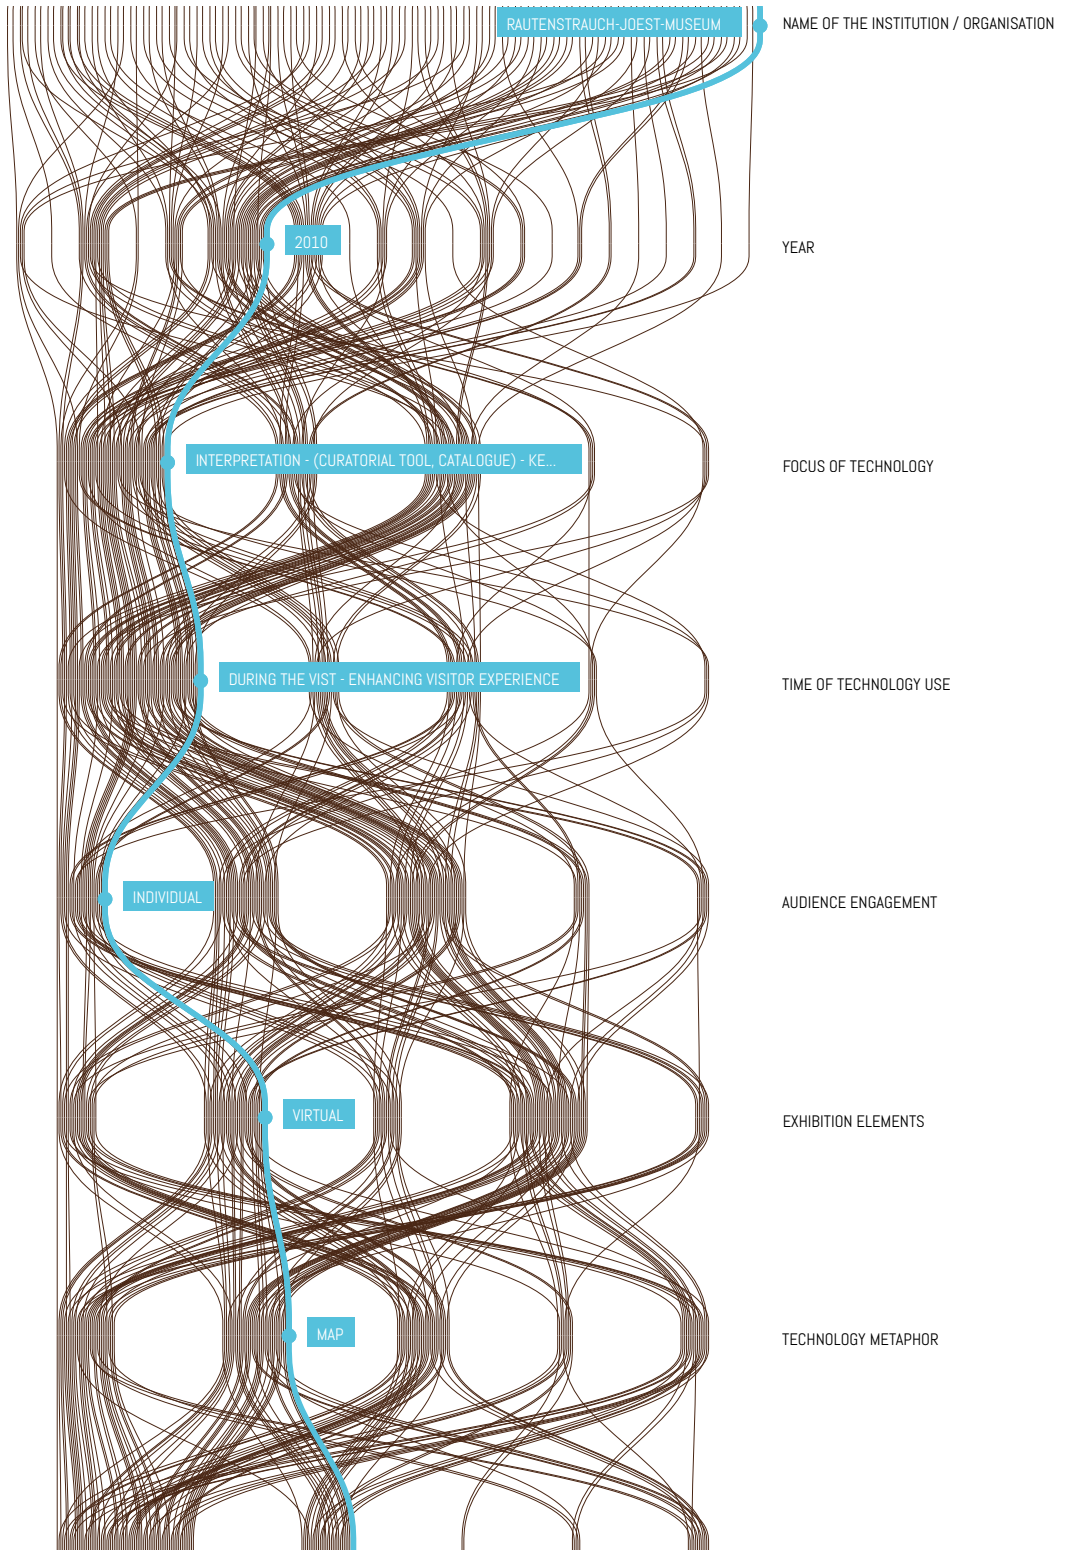 RAUTENSTRAUCH-JOEST-MUSEUM
NAME OF THE INSTITUTION / ORGANISATION
2010
YEAR
INTERPRETATION - (CURATORIAL TOOL, CATALOGUE) - KE...
FOCUS OF TECHNOLOGY
DURING THE VIST - ENHANCING VISITOR EXPERIENCE
TIME OF TECHNOLOGY USE
INDIVIDUAL
AUDIENCE ENGAGEMENT
VIRTUAL
EXHIBITION ELEMENTS
MAP
TECHNOLOGY METAPHOR